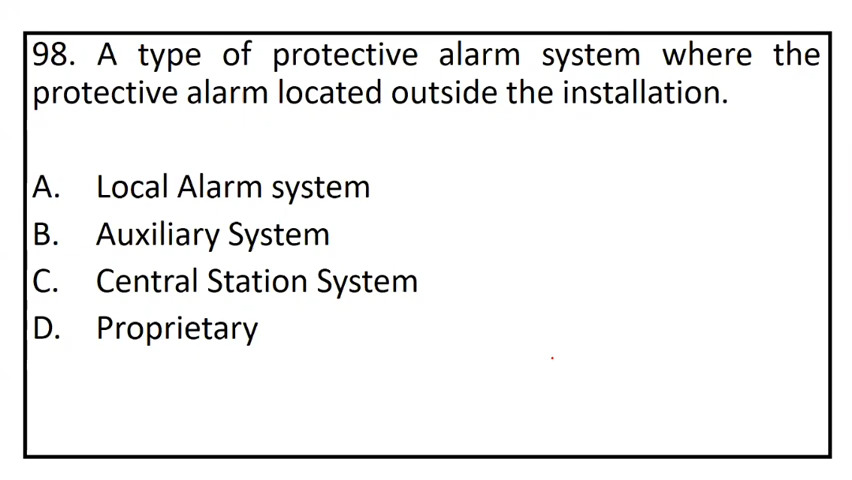 98. A type of protective alarm system where the
protective alarm located outside the installation.
A. Local Alarm system
B. Auxiliary System
C. Central Station System
D. Proprietary